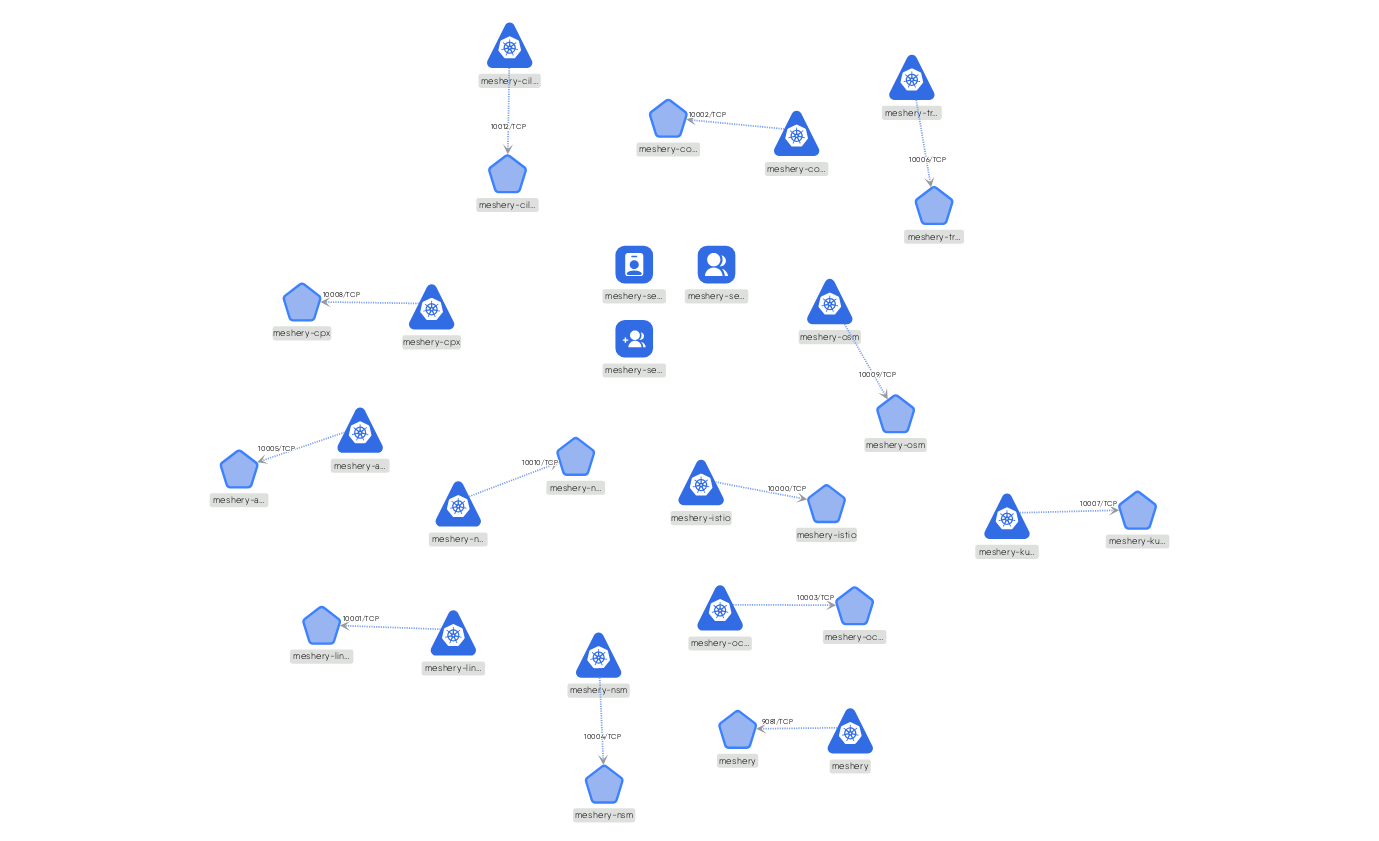 meshery-cil...
10012/TCP
meshery-cil...
10002/TCP
meshery-co...
meshery-co...
meshery-tr...
10006/TCP
meshery-tr...
meshery-se...
meshery-se...
meshery-se...
10008/TCP
meshery-cpx
meshery-cpx
meshery-osm
10009/TCP
meshery-osm
10005/TCP
meshery-a...
meshery-a...
10010/TCP
meshery-n...
meshery-n...
10000/TCP
meshery-istio
meshery-istio
10007/TCP
meshery-ku...
meshery-ku...
10001/TCP
meshery-lin...
meshery-lin...
10003/TCP
meshery-oc...
meshery-oc...
meshery-nsm
10004/TCP
meshery-nsm
9081/TCP
meshery
meshery